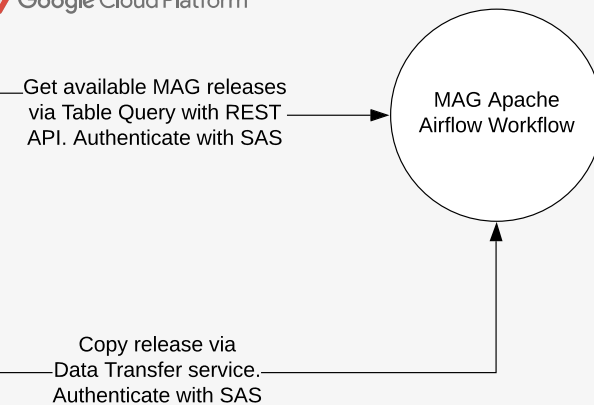 Google Cloud Platform
Get available MAG releases
via Table Query with REST
API. Authenticate with SAS
MAG Apache
Airflow Workflow
Copy release via
Data Transfer service.
Authenticate with SAS